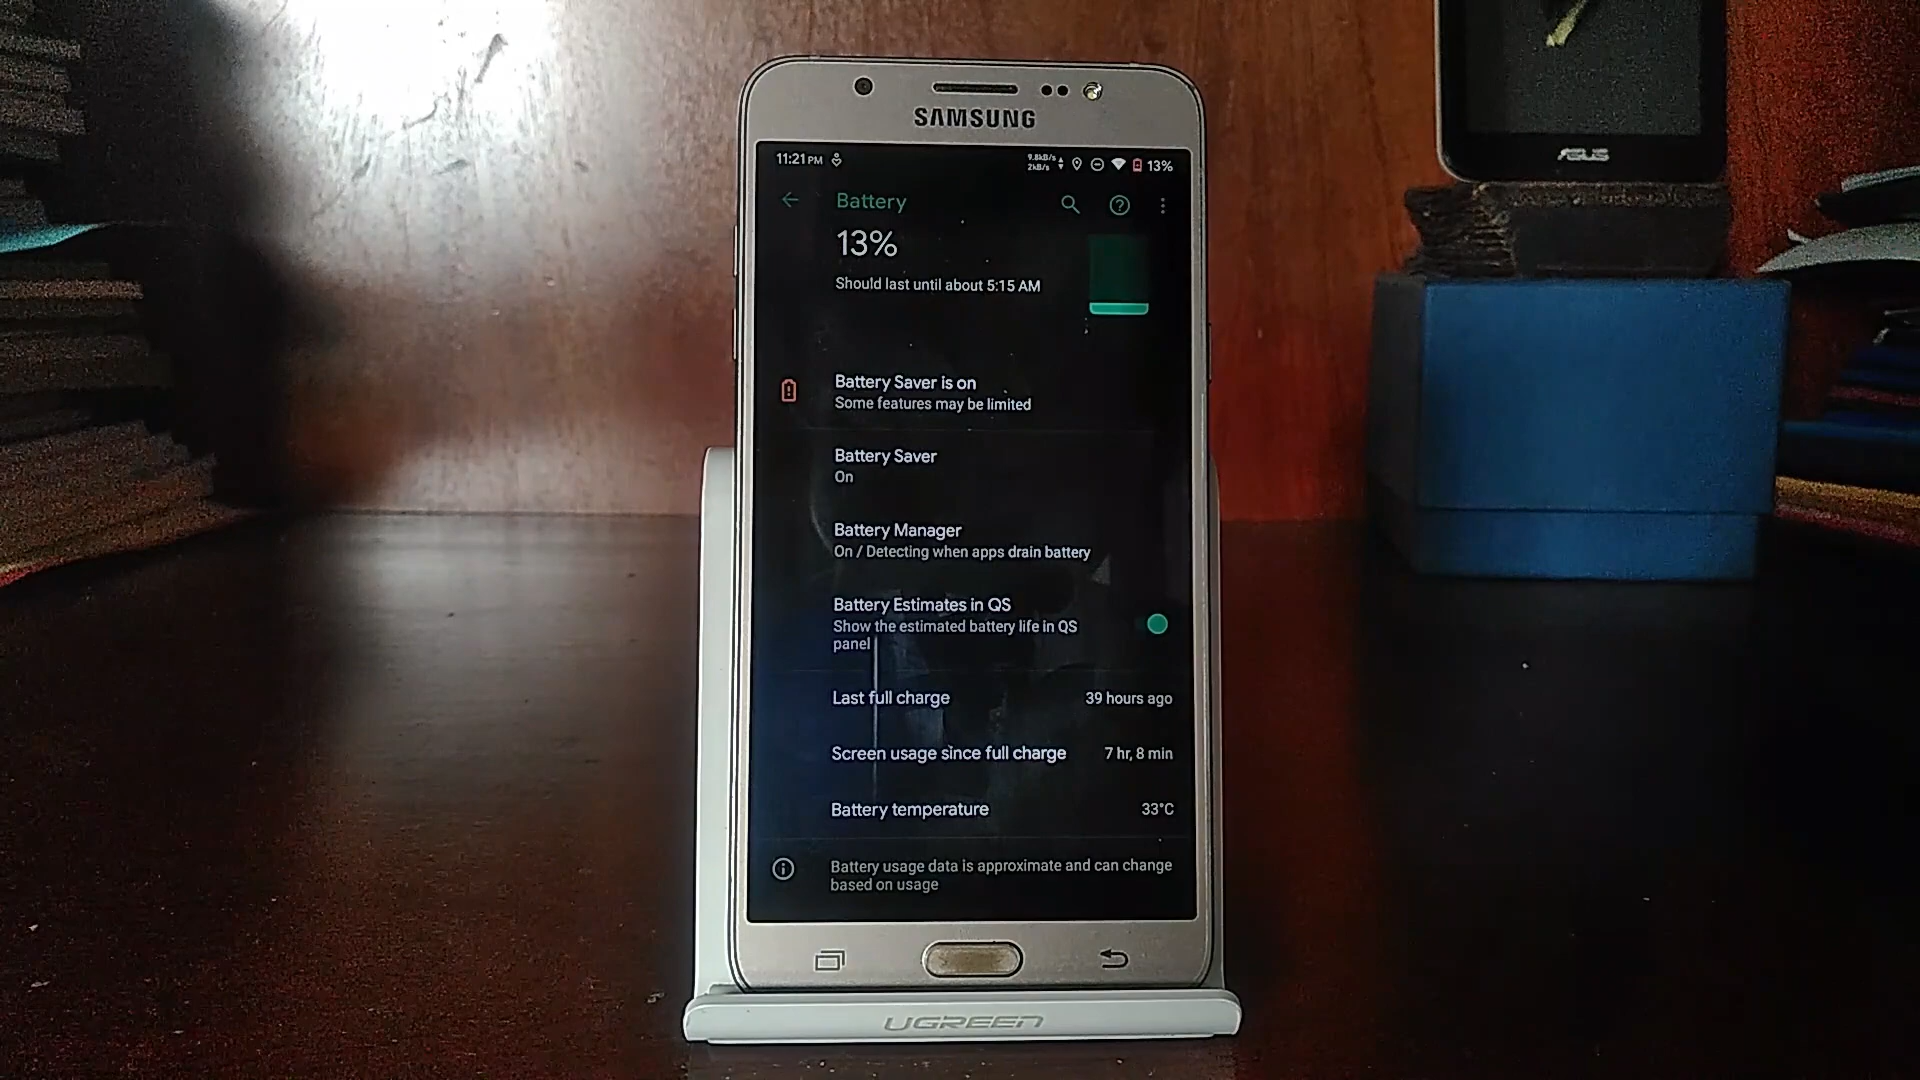 SAMSUNG
11:21 PM 9.8kB/s 2kB/s 13%
Battery
13%
Should last until about 5:15 AM
Battery Saver is on
Some features may be limited
Battery Saver
On
Battery Manager
On / Detecting when apps drain battery
Battery Estimates in QS
Show the estimated battery life in QS
panel
Last full charge 39 hours ago
Screen usage since full charge 7 hr, 8 min
Battery temperature 33°C
Battery usage data is approximate and can change
based on usage
UGREEN
ASUS